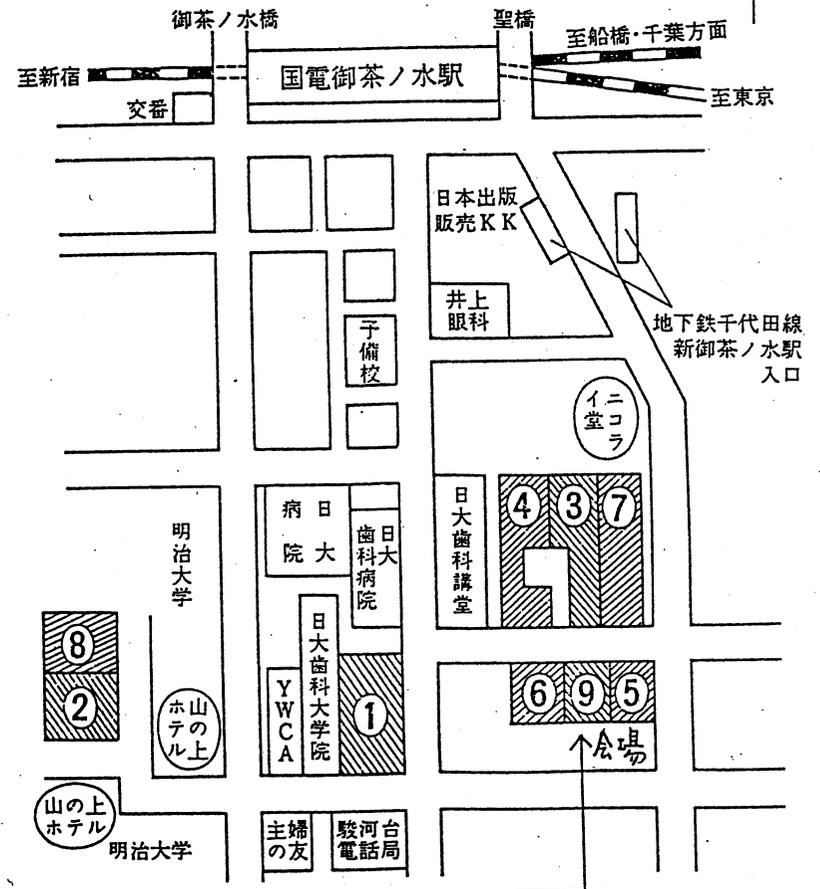 御茶ノ水橋
聖橋
至船橋・千葉方面
至新宿
国電御茶ノ水駅
交番
至東京
日本出版
販売KK
井上
眼科
予備校
地下鉄千代田線
新御茶ノ水駅
入口
ニコラ
イ堂
日大
病院
日大
歯科病院
日大歯科講堂
4
3
7
明治大学
8
2
山の上
ホテル
YWCA
日大歯科大学院
1
6
9
5
会場
山の上
ホテル
明治大学
主婦
の友
駿河台
電話局